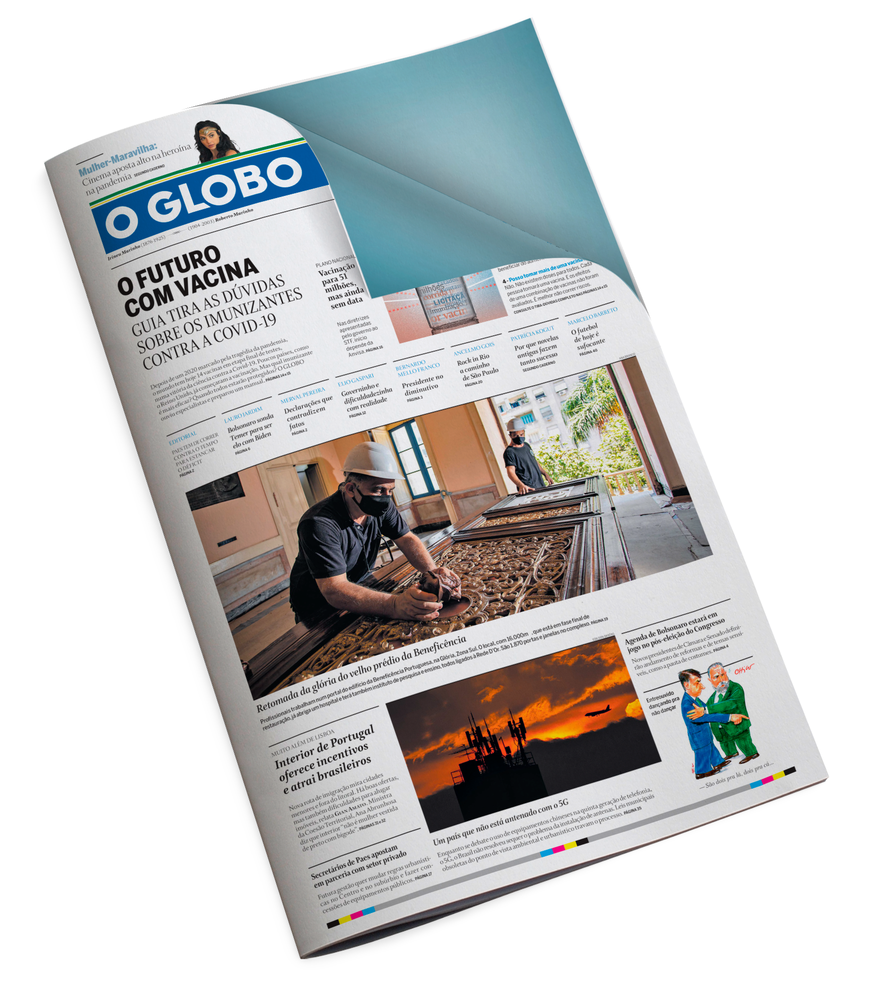 Mulher-Maravilha:
Cinema aposta alto na heroína
na pandemia SEGUNDO CADERNO
O GLOBO
Irineu Marinho (1876-1925) (1904-2003) Roberto Marinho
O FUTURO
COM VACINA
GUIA TIRA AS DÚVIDAS
SOBRE OS IMUNIZANTES
CONTRA A COVID-19
Depois de um 2020 marcado pela tragédia da pandemia,
o mundo tem hoje 14 vacinas em etapa final de testes,
numa vitória da ciência contra a Covid-19. Poucos países, como
o Reino Unido, já começaram a vacinação. Mas qual imunizante
é mais eficaz? Quando todos estarão protegidos? O GLOBO
ouviu especialistas e preparou um manual. PÁGINAS 14 e 15
PLANO NACIONAL
Vacinação
para 51
milhões,
mas ainda
sem data
Nas diretrizes
apresentadas
pelo governo ao
STF, início
depende da
Anvisa. PÁGINA 16
milhões
corrida
LICITAÇÃ
Imunização
or vacin
beneficiar do
4 - Posso tomar mais de uma vacina
Não. Não existem doses para todos. Cada
pessoa tomará uma vacina. E os efeitos
de uma combinação de vacinas não foram
avaliados. É melhor não correr riscos.
CONSULTE O TIRA-DÚVIDAS COMPLETO NAS PÁGINAS 14 e 15
EDITORIAL
PAES TEM DE CORRER
CONTRA O TEMPO
PARA ESTANCAR
O DÉFICIT
PÁGINA 2
LAURO JARDIM
Bolsonaro sonda
Temer para ser
elo com Biden
PÁGINA 6
MERVAL PEREIRA
Declarações que
contradizem
fatos
PÁGINA 2
ELIO GASPARI
Governinho e
dificuldadezinha
com realidade
PÁGINA 12
BERNARDO
MELLO FRANCO
Presidente no
diminutivo
PÁGINA 3
ANCELMO GOIS
Rock in Rio
a caminho
de São Paulo
PÁGINA 20
PATRÍCIA KOGUT
Por que novelas
antigas fazem
tanto sucesso
SEGUNDO CADERNO
MARCELO BARRETO
O futebol
de hoje é
sufocante
PÁGINA 40
ANA BRANCO
Retomada da glória do velho prédio da Beneficência
Profissionais trabalham num portal do edifício da Beneficência Portuguesa, na Glória, Zona Sul. O local, com 16.000m , que está em fase final de
restauração, já abriga um hospital e terá também instituto de pesquisa e ensino, todos ligados à Rede D'Or. São 1.870 portas e janelas no complexo. PÁGINA 19
MUITO ALÉM DE LISBOA
Interior de Portugal
oferece incentivos
e atrai brasileiros
Nova rota de imigração mira cidades
menores e fora do litoral. Há boas ofertas,
mas também dificuldades para alugar
imóveis, relata GIAN AMATO. Ministra
da Coesão Territorial, Ana Abrunhosa
diz que interior "não é mulher vestida
de preto com bigode". PÁGINAS 31 e 32
Secretários de Paes apostam
em parceria com setor privado
Futura gestão quer mudar regras urbanísti-
cas no Centro e no subúrbio e fazer con-
cessões de equipamentos públicos. PÁGINA 17
EDILSON DANTAS
Um país que não está antenado com o 5G
Enquanto se debate o uso de equipamentos chineses na quinta geração de telefonia,
o 5G, o Brasil não resolveu sequer o problema da instalação de antenas. Leis municipais
obsoletas do ponto de vista ambiental e urbanístico travam o processo. PÁGINA 35
Agenda de Bolsonaro estará em
jogo no pós-eleição do Congresso
Novos presidentes de Câmara e Senado defini-
rão andamento de reformas e de temas sensí-
veis, como a pauta de costumes. PÁGINA 4
CHICO
Entreouvido
dançando pra
não dançar
— São dois pra lá, dois pra cá...